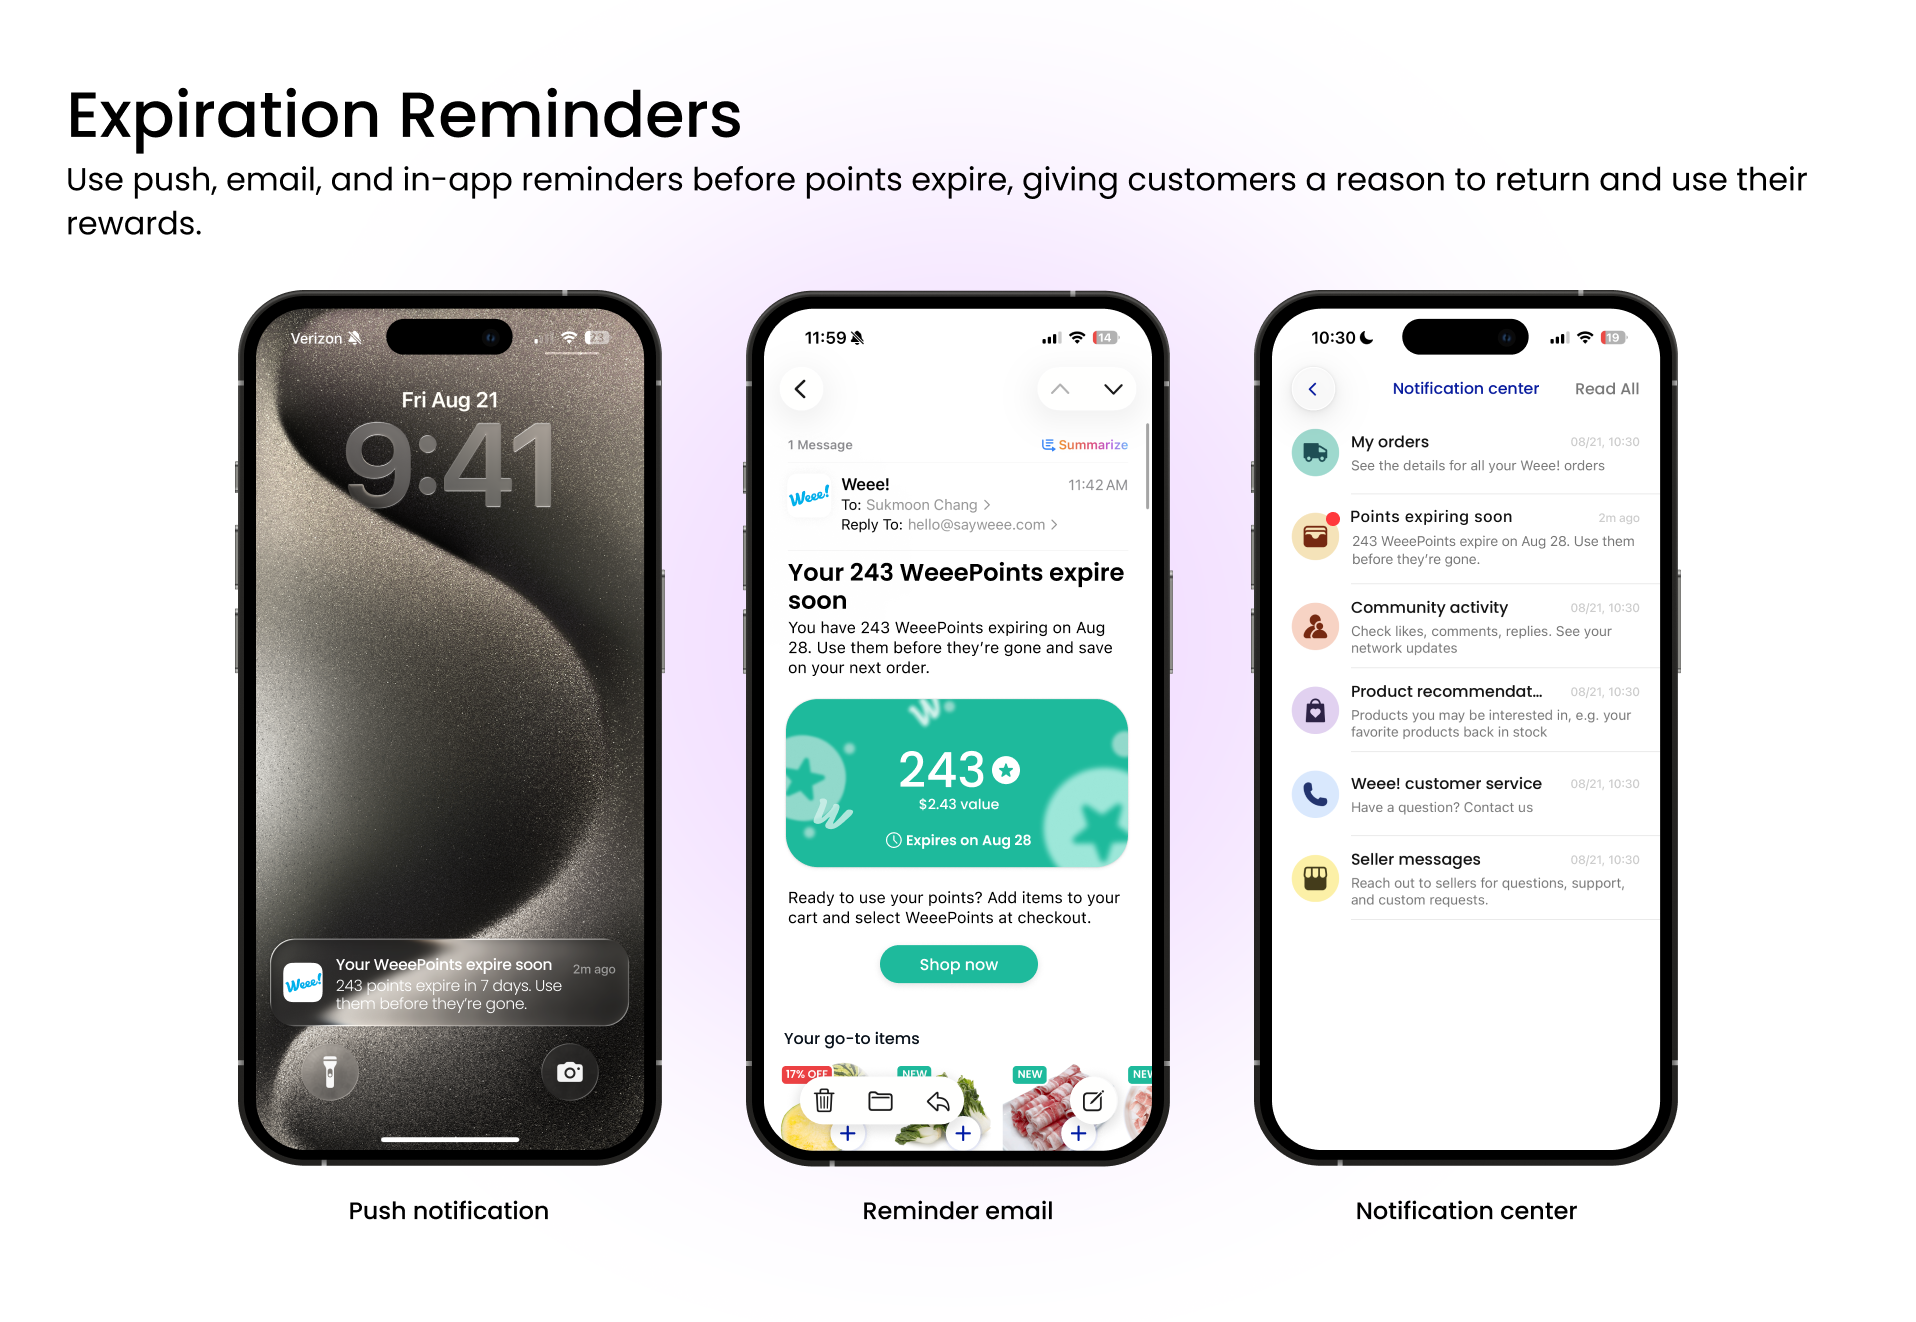 Expiration Reminders
Use push, email, and in-app reminders before points expire, giving customers a reason to return and use their
rewards.
Verizon
23
Fri Aug 21
9:41
Weee!
Your WeeePoints expire soon
2m ago
243 points expire in 7 days. Use
them before they're gone.
Push notification
11:59
14
1 Message
Summarize
Weee!
Weee!
11:42 AM
To: Sukmoon Chang
Reply To: hello@sayweee.com
Your 243 WeeePoints expire
soon
You have 243 WeeePoints expiring on Aug
28. Use them before they're gone and save
on your next order.
W
W
243
$2.43 value
Expires on Aug 28
Ready to use your points? Add items to your
cart and select WeeePoints at checkout.
Shop now
Your go-to items
17% OFF
NEW
NEW
NEW
Reminder email
10:30
19
Notification center
Read All
My orders
08/21, 10:30
See the details for all your Weee! orders
Points expiring soon
2m ago
243 WeeePoints expire on Aug 28. Use them
before they're gone.
Community activity
08/21, 10:30
Check likes, comments, replies. See your
network updates
Product recommendat...
08/21, 10:30
Products you may be interested in, e.g. your
favorite products back in stock
Weee! customer service
08/21, 10:30
Have a question? Contact us
Seller messages
08/21, 10:30
Reach out to sellers for questions, support,
and custom requests.
Notification center